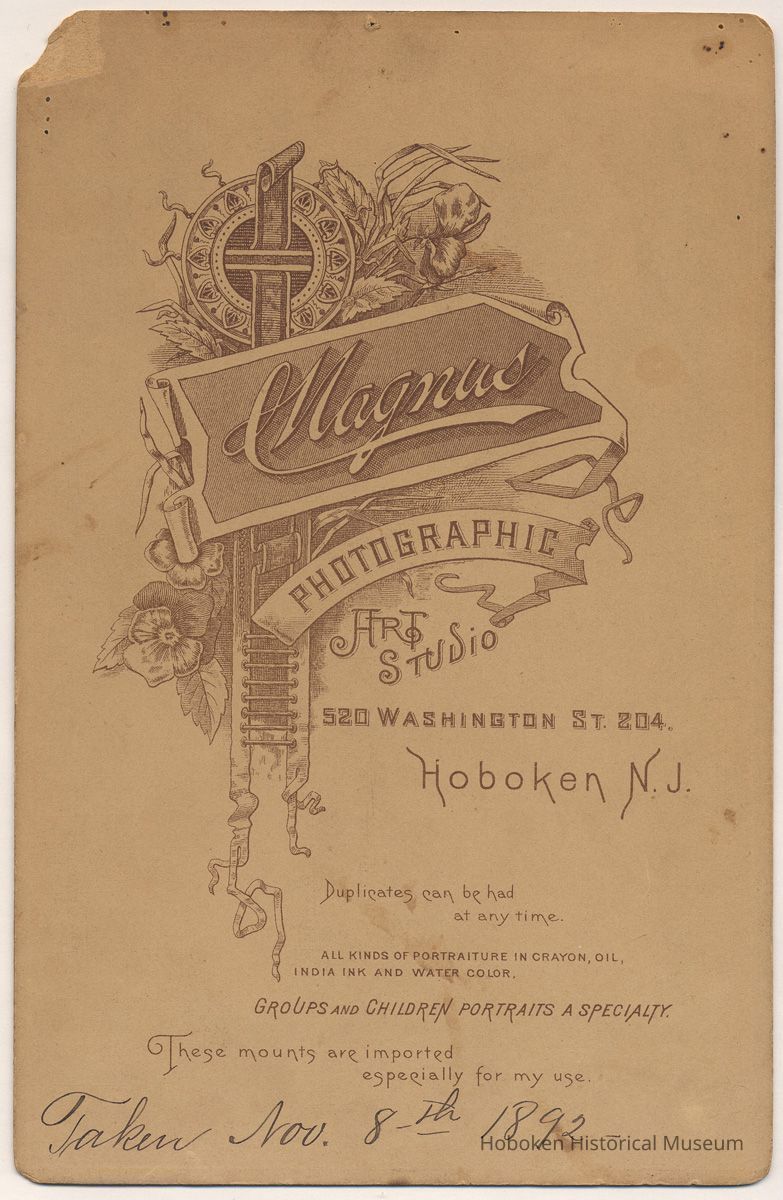 Magnus
PHOTOGRAPHIC
ART
STUDIO
520 WASHINGTON ST. 204.
Hoboken N.J.
Duplicates can be had
at any time.
ALL KINDS OF PORTRAITURE IN CRAYON, OIL,
INDIA INK AND WATER COLOR.
GROUPS AND CHILDREN PORTRAITS A SPECIALTY.
These mounts are imported
especially for my use.
Taken Nov. 8-th 1892
Hoboken Historical Museum